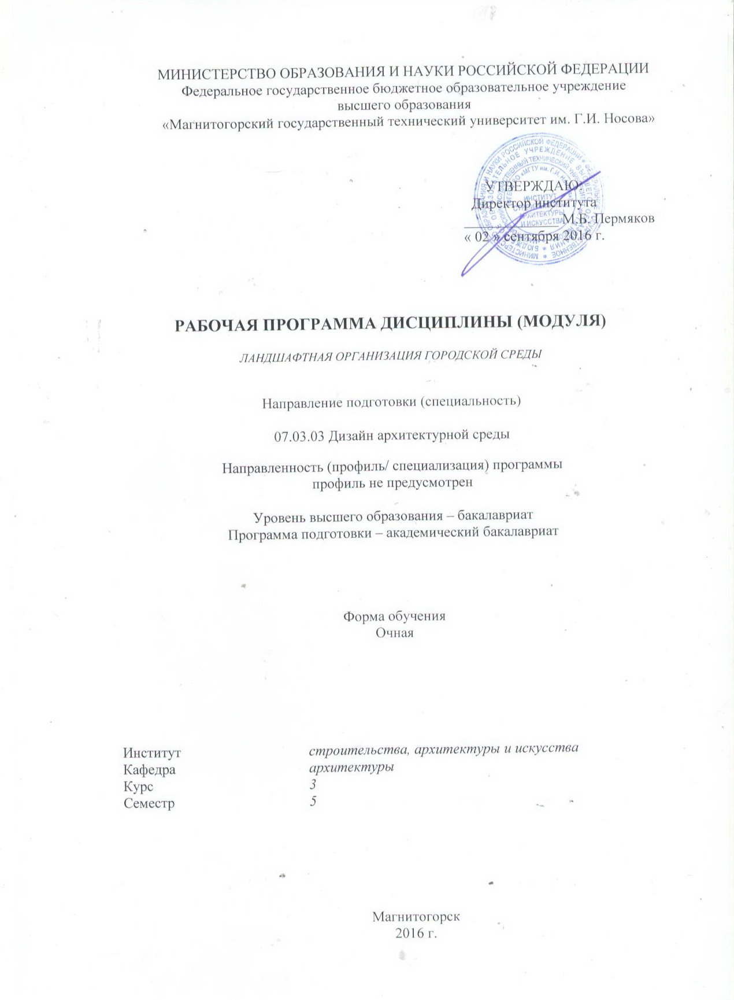 МИНИСТЕРСТВО ОБРАЗОВАНИЯ И НАУКИ РОССИЙСКОЙ ФЕДЕРАЦИИ
Федеральное государственное бюджетное образовательное учреждение
высшего образования
«Магнитогорский государственный технический университет им. Г.И. Носова»
УТВЕРЖДАЮ:
Директор института
М.Б. Пермяков
« 02 » сентября 2016 г.
ИНСТИТУТ
АРХИТЕКТУРЫ
И ИСКУССТВА
РАБОЧАЯ ПРОГРАММА ДИСЦИПЛИНЫ (МОДУЛЯ)
ЛАНДШАФТНАЯ ОРГАНИЗАЦИЯ ГОРОДСКОЙ СРЕДЫ
Направление подготовки (специальность)
07.03.03 Дизайн архитектурной среды
Направленность (профиль/ специализация) программы
профиль не предусмотрен
Уровень высшего образования – бакалавриат
Программа подготовки – академический бакалавриат
Форма обучения
Очная
Институт строительства, архитектуры и искусства
Кафедра архитектуры
Курс 3
Семестр 5
Магнитогорск
2016 г.